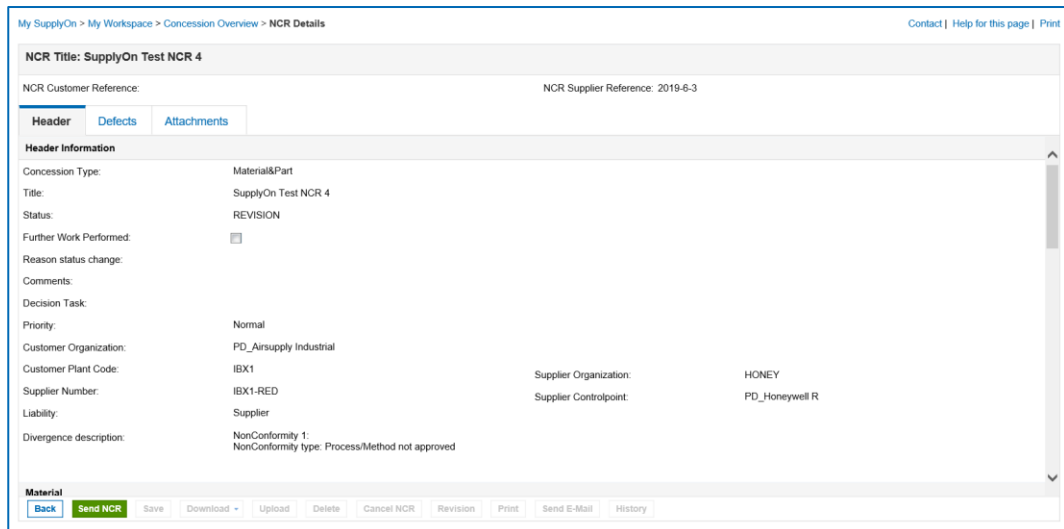 My SupplyOn > My Workspace > Concession Overview > NCR Details
Contact | Help for this page | Print
NCR Title: SupplyOn Test NCR 4
NCR Customer Reference:
NCR Supplier Reference: 2019-6-3
Header Defects Attachments
Header Information
Concession Type: Material&Part
Title: SupplyOn Test NCR 4
Status: REVISION
Further Work Performed:
Reason status change:
Comments:
Decision Task:
Priority: Normal
Customer Organization: PD_Airsupply Industrial
Customer Plant Code: IBX1
Supplier Organization: HONEY
Supplier Number: IBX1-RED
Supplier Controlpoint: PD_Honeywell R
Liability: Supplier
Divergence description: NonConformity 1:
NonConformity type: Process/Method not approved
Material
Back Send NCR Save Download Upload Delete Cancel NCR Revision Print Send E-Mail History